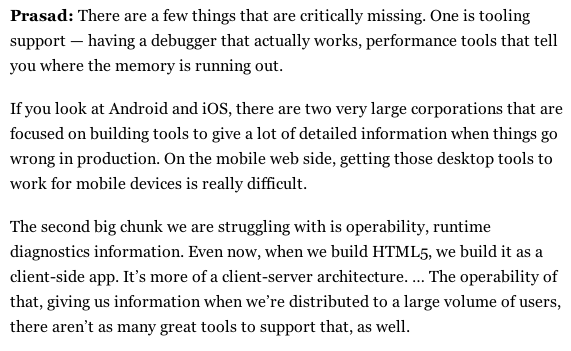 Prasad: There are a few things that are critically missing. One is tooling
support — having a debugger that actually works, performance tools that tell
you where the memory is running out.
If you look at Android and iOS, there are two very large corporations that are
focused on building tools to give a lot of detailed information when things go
wrong in production. On the mobile web side, getting those desktop tools to
work for mobile devices is really difficult.
The second big chunk we are struggling with is operability, runtime
diagnostics information. Even now, when we build HTML5, we build it as a
client-side app. It’s more of a client-server architecture. ... The operability of
that, giving us information when we’re distributed to a large volume of users,
there aren’t as many great tools to support that, as well.